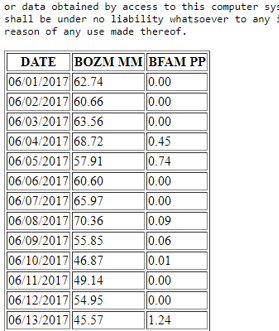 or data obtained by access to this computer sys
shall be under no liability whatsoever to any i
reason of any use made thereof.
DATE BOZM MM BFAM PP
06/01/2017 62.74 0.00
06/02/2017 60.66 0.00
06/03/2017 63.56 0.00
06/04/2017 68.72 0.45
06/05/2017 57.91 0.74
06/06/2017 60.60 0.00
06/07/2017 65.97 0.00
06/08/2017 70.36 0.09
06/09/2017 55.85 0.06
06/10/2017 46.87 0.01
06/11/2017 49.14 0.00
06/12/2017 54.95 0.00
06/13/2017 45.57 1.24